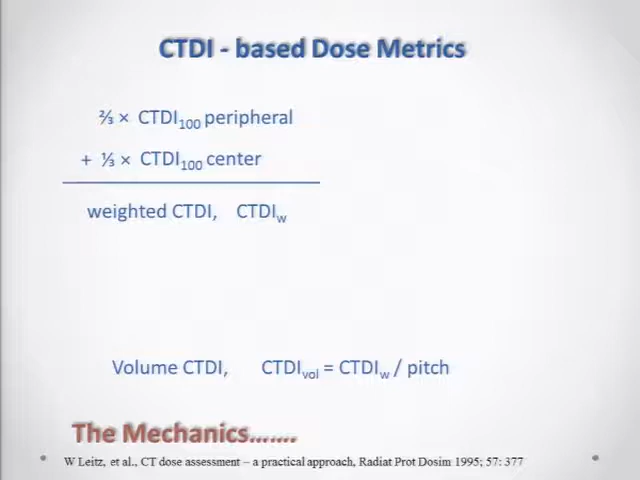 CTDI - based Dose Metrics
⅔ × CTDI₁₀₀ peripheral
+ ⅓ × CTDI₁₀₀ center
weighted CTDI, CTDIw
Volume CTDI, CTDIvol = CTDIw / pitch
The Mechanics…….
W Leitz, et al., CT dose assessment – a practical approach, Radiat Prot Dosim 1995; 57: 377